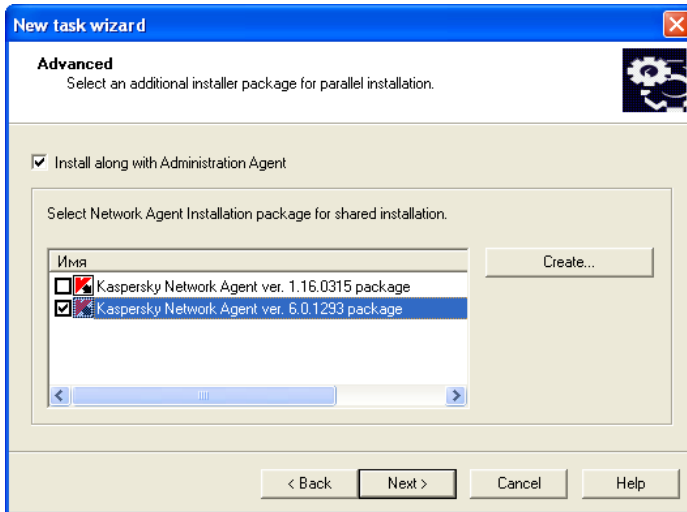 New task wizard
Advanced
Select an additional installer package for parallel installation.
Install along with Administration Agent
Select Network Agent Installation package for shared installation.
Имя
Create...
Kaspersky Network Agent ver. 1.16.0315 package
Kaspersky Network Agent ver. 6.0.1293 package
< Back
Next >
Cancel
Help